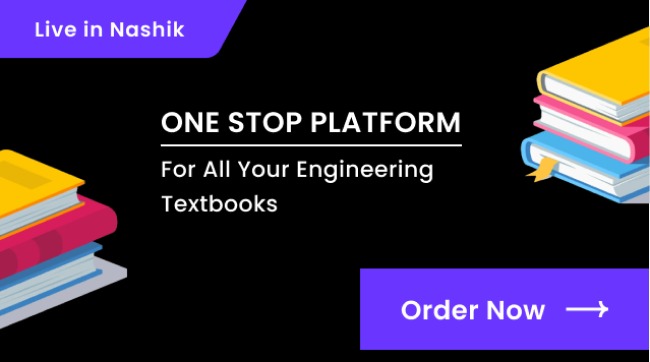 Live in Nashik
ONE STOP PLATFORM
For All Your Engineering
Textbooks
Order Now